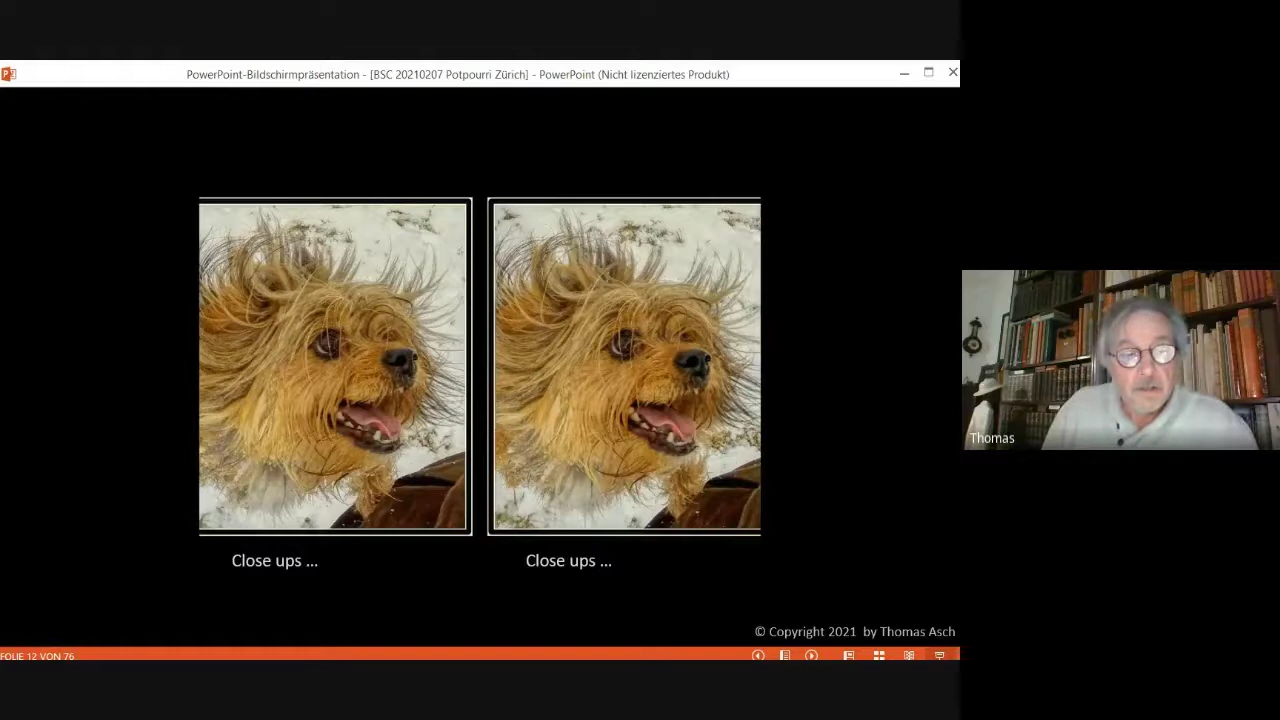 PowerPoint-Bildschirmpräsentation - [BSC 20210207 Potpourri Zürich] - PowerPoint (Nicht lizenziertes Produkt)
Thomas
Close ups ...
Close ups ...
© Copyright 2021 by Thomas Asch
FOLIE 12 VON 76